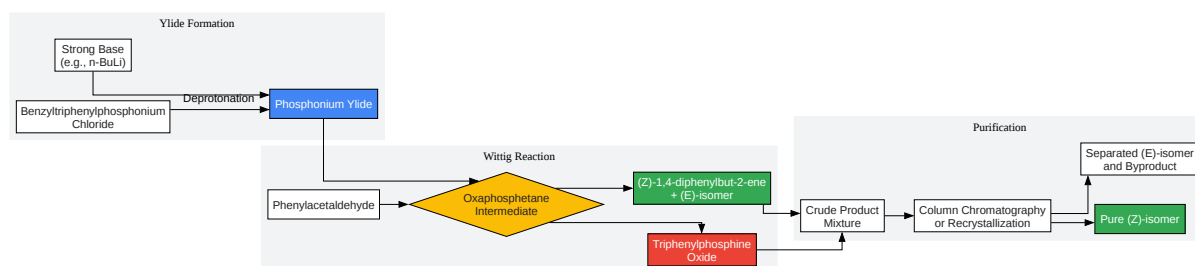 Ylide Formation
Strong Base
(e.g., n-BuLi)
Deprotonation
Benzyltriphenylphosphonium
Chloride
Phosphonium Ylide
Wittig Reaction
Phenylacetaldehyde
Oxaphosphetane
Intermediate
(Z)-1,4-diphenylbut-2-ene
+ (E)-isomer
Triphenylphosphine
Oxide
Purification
Crude Product
Mixture
Column Chromatography
or Recrystallization
Separated (E)-isomer
and Byproduct
Pure (Z)-isomer